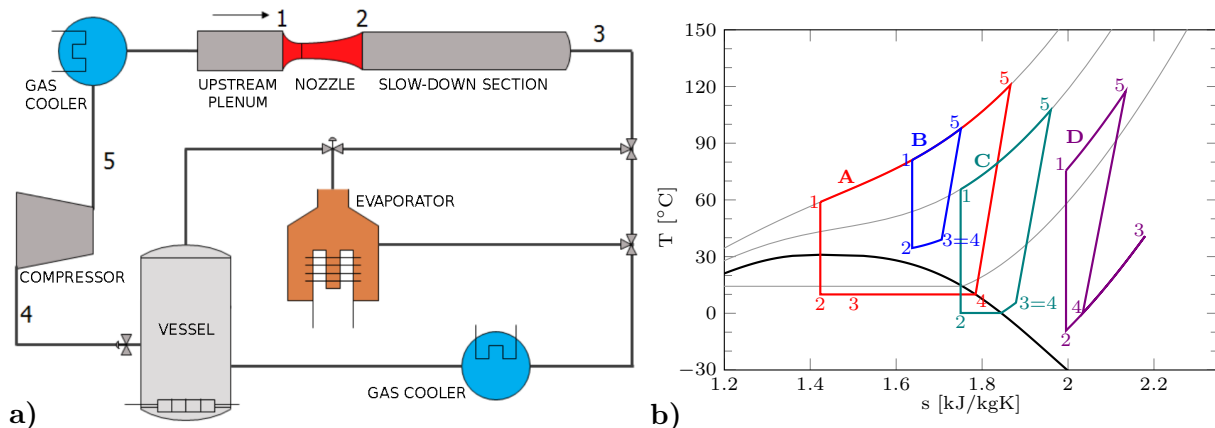 1
2
3
GAS
COOLER
UPSTREAM
PLENUM
NOZZLE
SLOW-DOWN SECTION
5
EVAPORATOR
COMPRESSOR
4
VESSEL
GAS COOLER
a)
150
120
90
60
30
0
−30
T [°C]
1.2
1.4
1.6
1.8
2
2.2
s [kJ/kgK]
A
1
2
3
4
5
B
1
2
3=4
5
C
1
2
3=4
5
D
1
2
3
4
5
b)